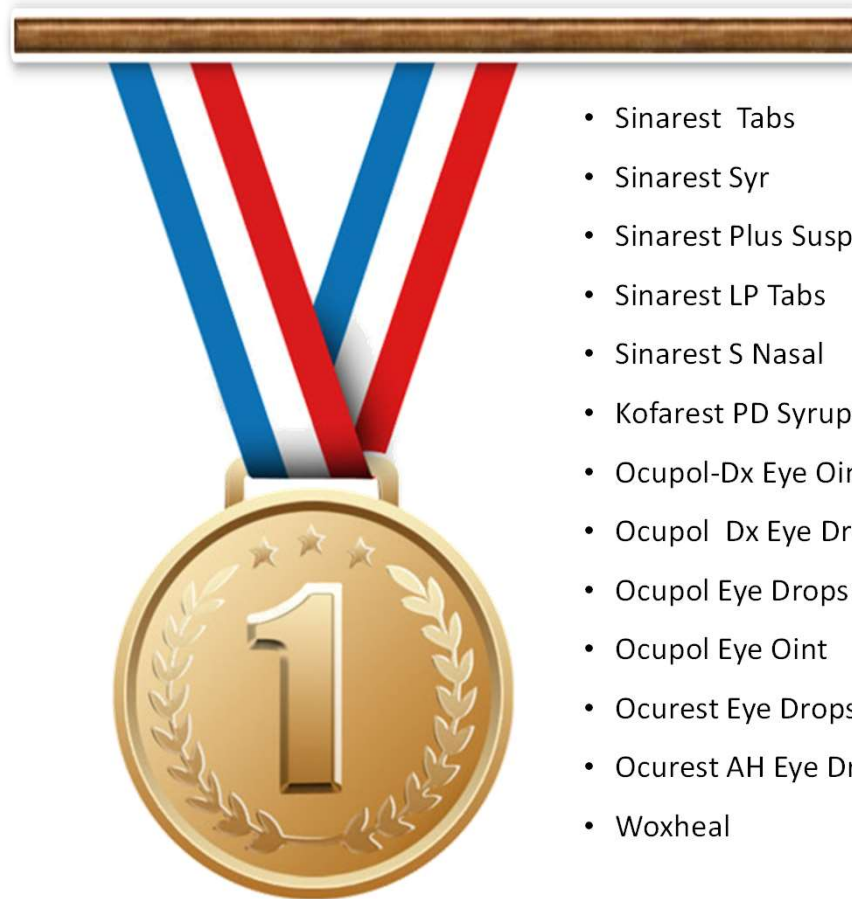 1
• Sinarest Tabs
• Sinarest Syr
• Sinarest Plus Susp
• Sinarest LP Tabs
• Sinarest S Nasal
• Kofarest PD Syrup
• Ocupol-Dx Eye
• Ocupol Dx Eye
• Ocupol Eye Drops
• Ocupol Eye Oint
• Ocurest Eye Drops
• Ocurest AH Eye
• Woxheal